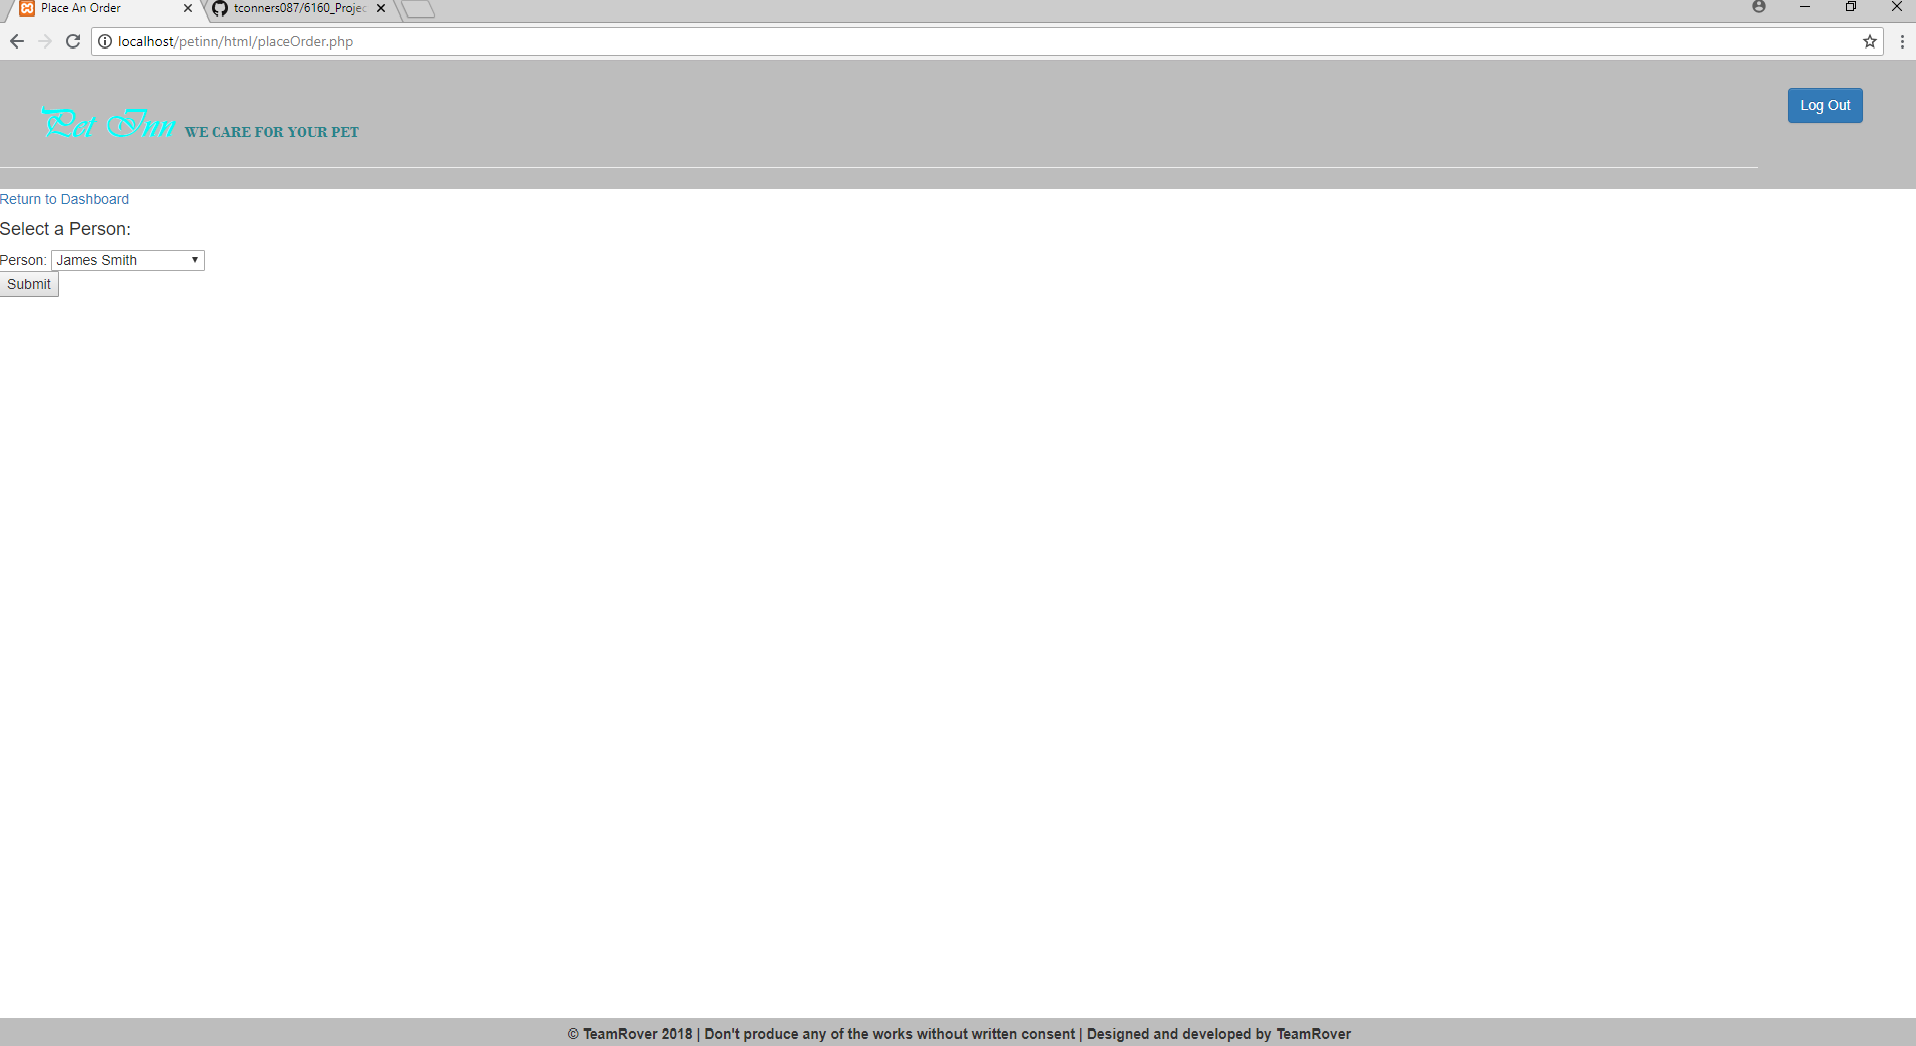 Place An Order
tconners087/6160_Projec
localhost/petinn/html/placeOrder.php
Pet Inn WE CARE FOR YOUR PET
Log Out
Return to Dashboard
Select a Person:
Person: James Smith
Submit
© TeamRover 2018 | Don't produce any of the works without written consent | Designed and developed by TeamRover